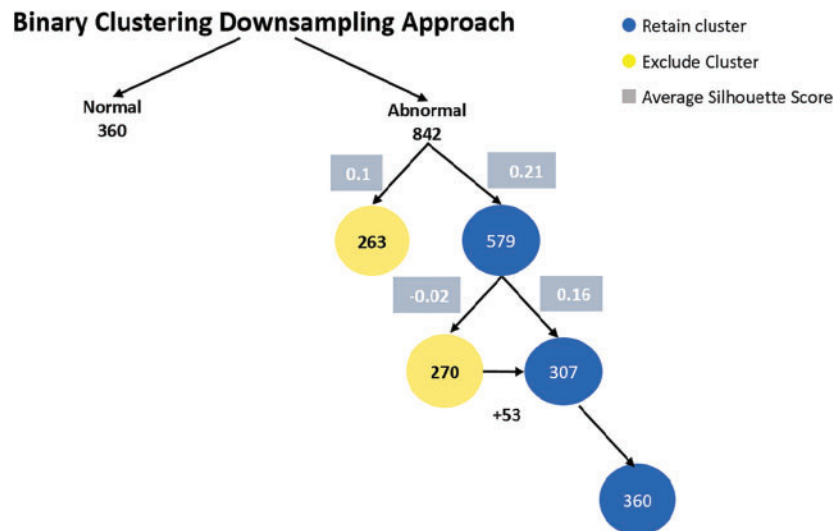 Binary Clustering Downsampling Approach
Retain cluster
Exclude Cluster
Average Silhouette Score
Normal
360
Abnormal
842
0.1
0.21
263
579
-0.02
0.16
270
307
+53
360